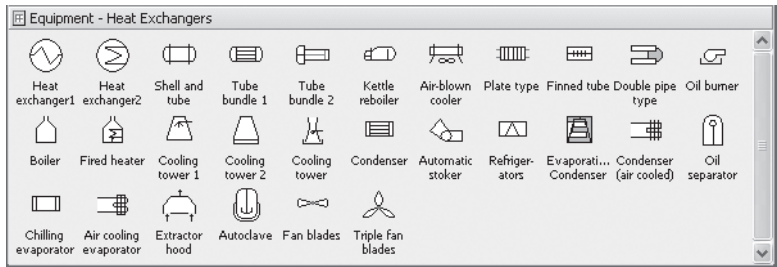 Equipment - Heat Exchangers
Heat exchanger1
Heat exchanger2
Shell and tube
Tube bundle 1
Tube bundle 2
Kettle reboiler
Air-blown cooler
Plate type
Finned tube
Double pipe type
Oil burner
Boiler
Fired heater
Cooling tower 1
Cooling tower 2
Cooling tower
Condenser
Automatic stoker
Refriger-ators
Evaporati... Condenser
Condenser (air cooled)
Oil separator
Chilling evaporator
Air cooling evaporator
Extractor hood
Autoclave
Fan blades
Triple fan blades